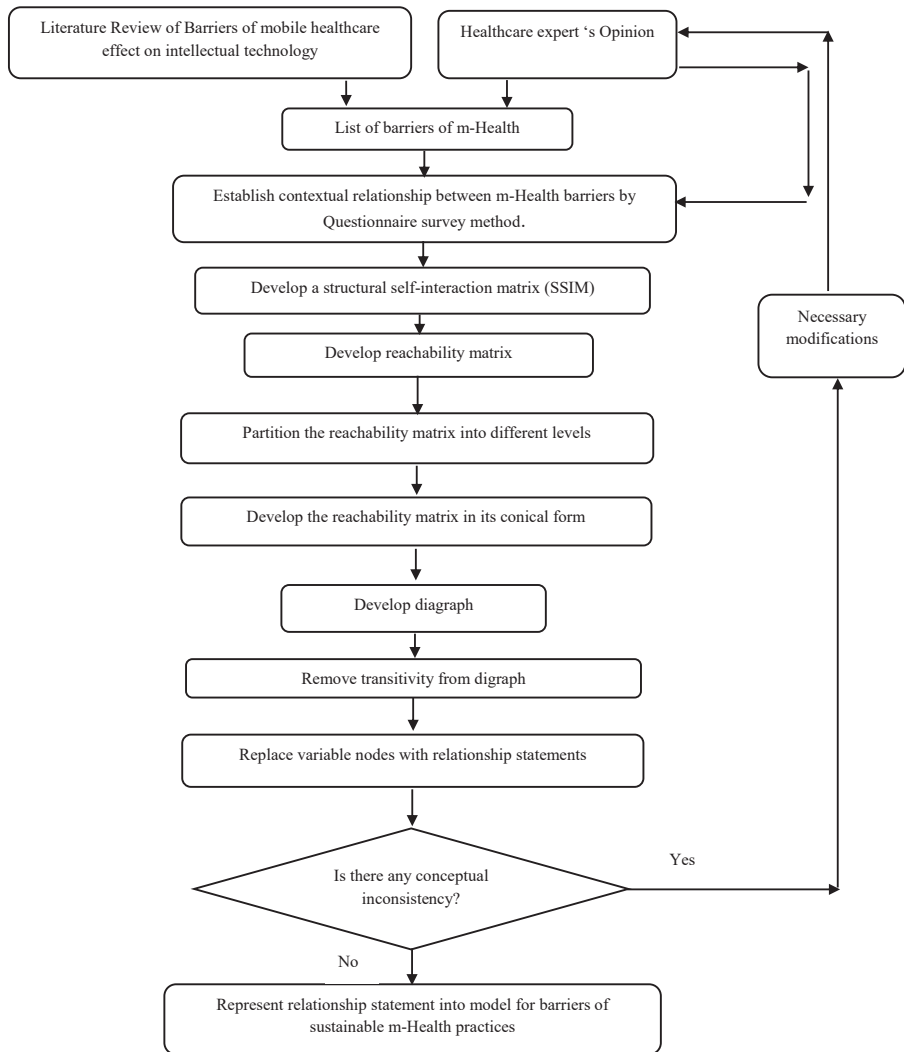 Literature Review of Barriers of mobile healthcare
effect on intellectual technology
Healthcare expert ‘s Opinion
List of barriers of m-Health
Establish contextual relationship between m-Health barriers by
Questionnaire survey method.
Develop a structural self-interaction matrix (SSIM)
Necessary
modifications
Develop reachability matrix
Partition the reachability matrix into different levels
Develop the reachability matrix in its conical form
Develop diagraph
Remove transitivity from digraph
Replace variable nodes with relationship statements
Is there any conceptual
inconsistency?
Yes
No
Represent relationship statement into model for barriers of
sustainable m-Health practices